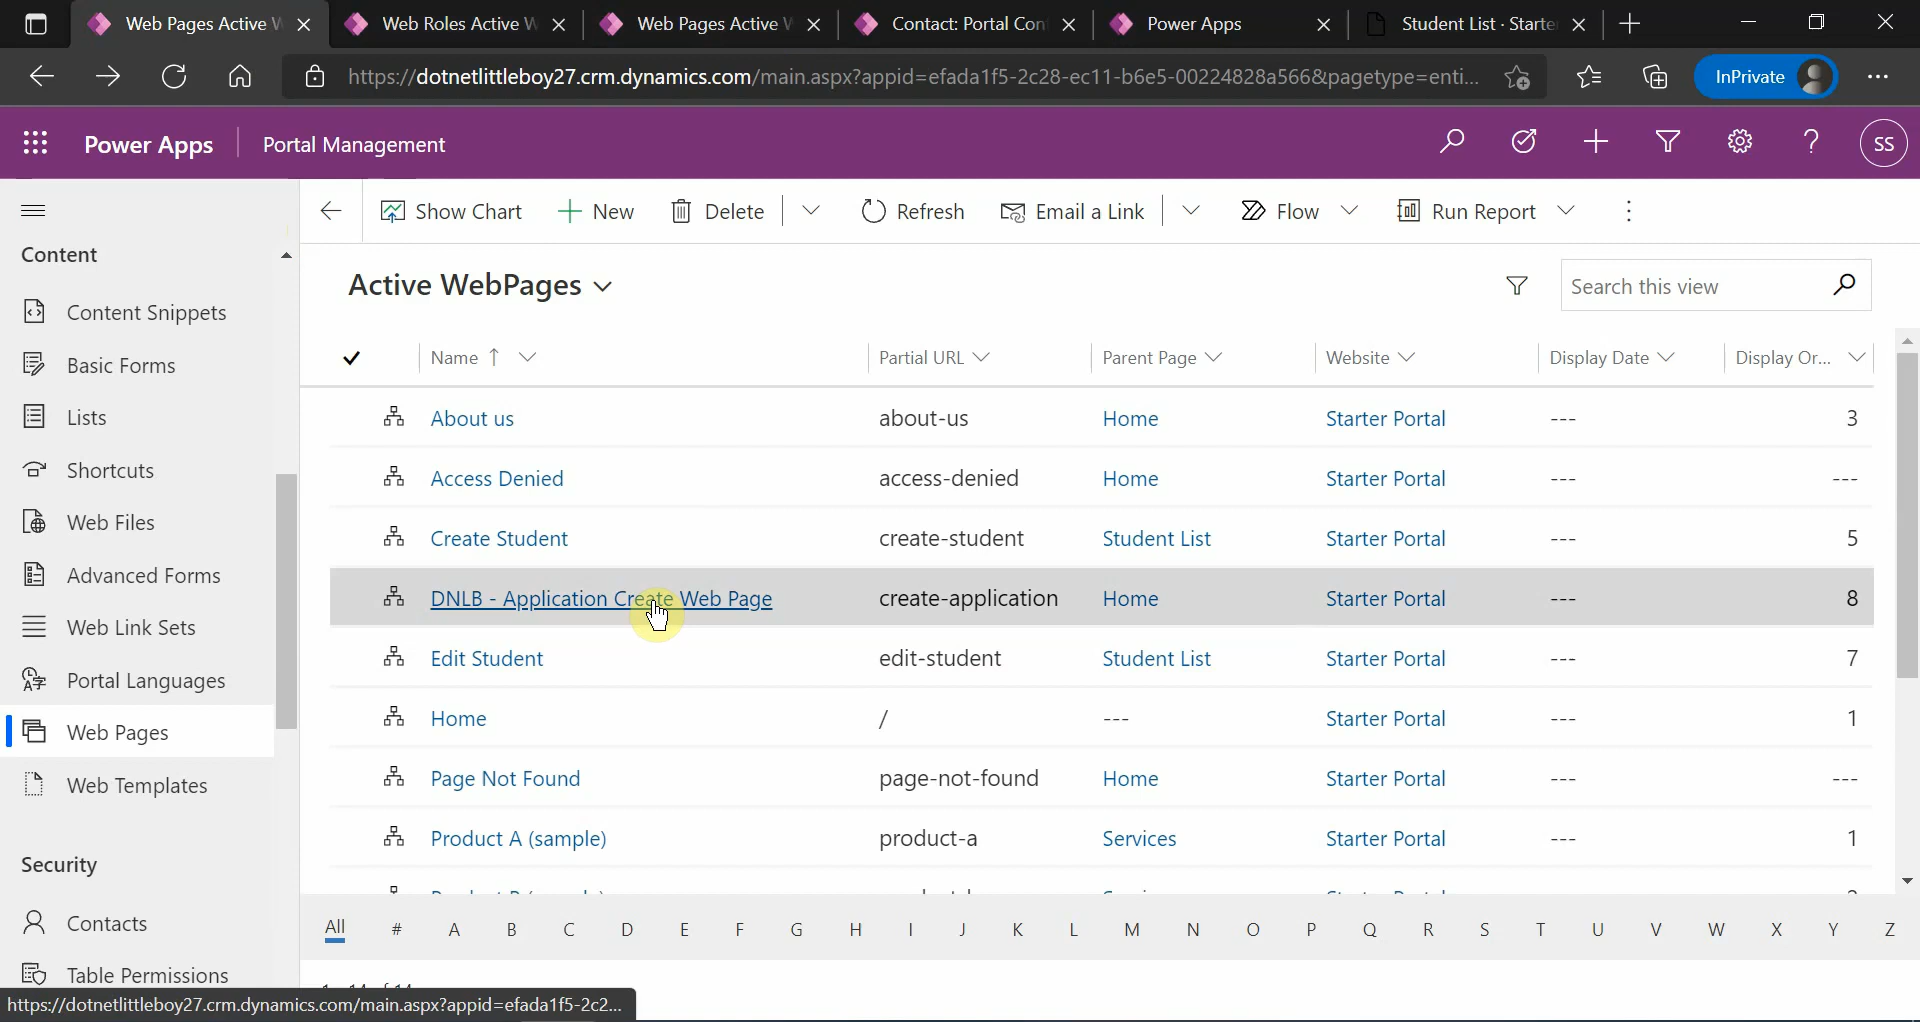 Web Pages Active V
Web Roles Active V
Web Pages Active V
Contact: Portal Con
Power Apps
Student List · Starte
https://dotnetlittleboy27.crm.dynamics.com/main.aspx?appid=efada1f5-2c28-ec11-b6e5-00224828a566&pagetype=enti...
InPrivate
Power Apps
Portal Management
SS
Show Chart
New
Delete
Refresh
Email a Link
Flow
Run Report
Content
Content Snippets
Basic Forms
Lists
Shortcuts
Web Files
Advanced Forms
Web Link Sets
Portal Languages
Web Pages
Web Templates
Security
Contacts
Table Permissions
Active WebPages
Search this view
Name Partial URL Parent Page Website Display Date Display Or...
About us about-us Home Starter Portal --- 3
Access Denied access-denied Home Starter Portal --- ---
Create Student create-student Student List Starter Portal --- 5
DNLB - Application Create Web Page create-application Home Starter Portal --- 8
Edit Student edit-student Student List Starter Portal --- 7
Home / --- Starter Portal --- 1
Page Not Found page-not-found Home Starter Portal --- ---
Product A (sample) product-a Services Starter Portal --- 1
All # A B C D E F G H I J K L M N O P Q R S T U V W X Y Z
https://dotnetlittleboy27.crm.dynamics.com/main.aspx?appid=efada1f5-2c2...